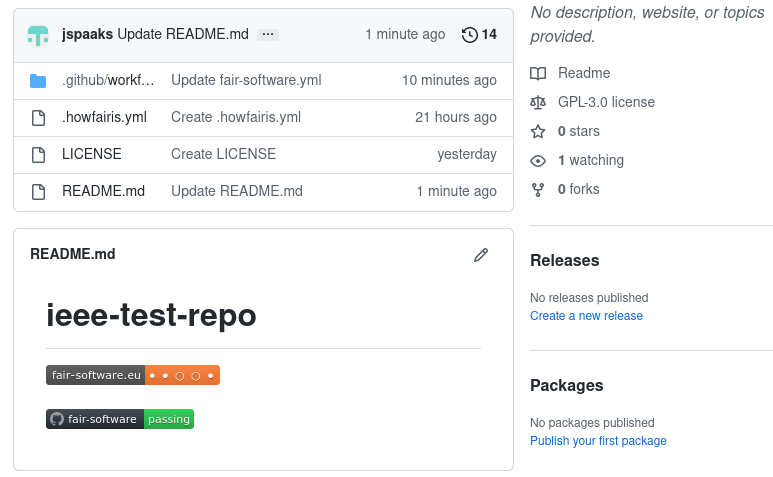 jspaaks Update README.md ... 1 minute ago 14
.github/workf… Update fair-software.yml 10 minutes ago
.howfairis.yml Create .howfairis.yml 21 hours ago
LICENSE Create LICENSE yesterday
README.md Update README.md 1 minute ago
README.md
ieee-test-repo
fair-software.eu ● ● ○ ○ ●
fair-software passing
No description, website, or topics
provided.
Readme
GPL-3.0 license
0 stars
1 watching
0 forks
Releases
No releases published
Create a new release
Packages
No packages published
Publish your first package